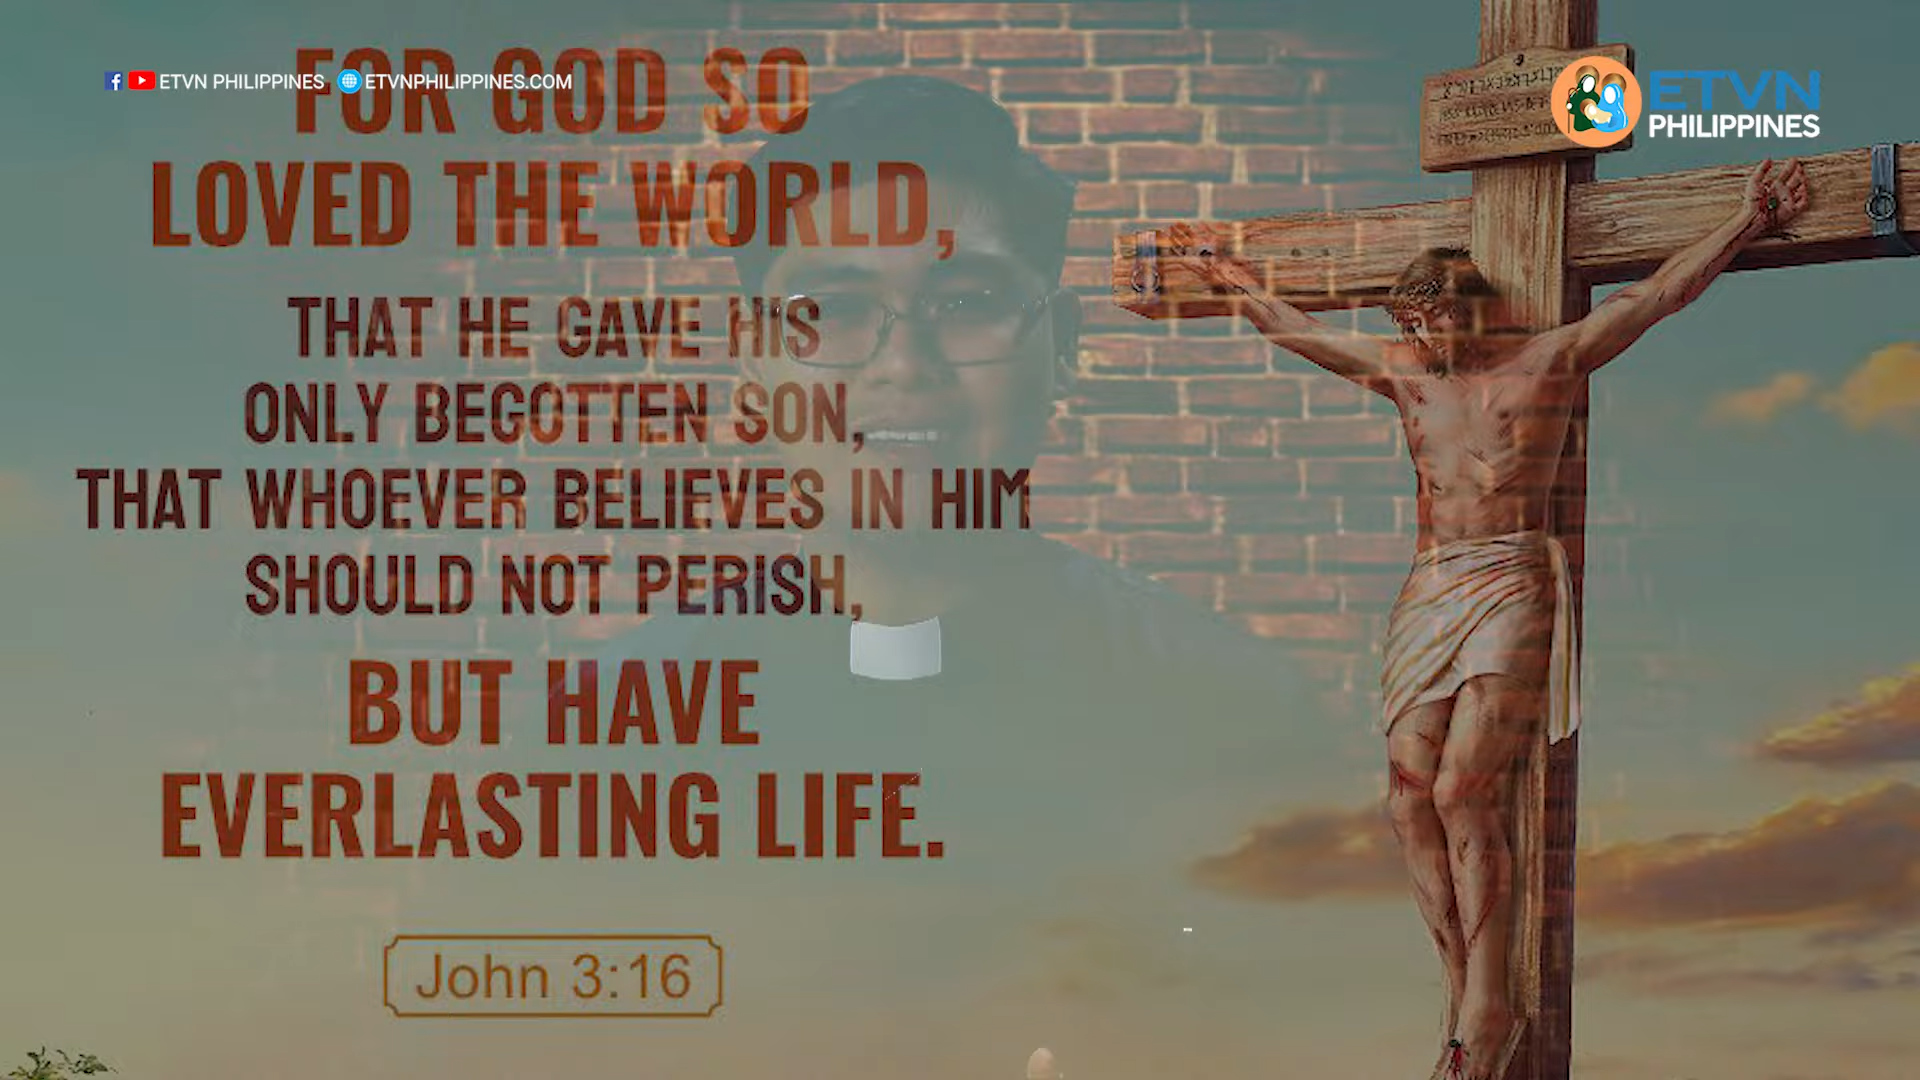 ETVN PHILIPPINES ETVNPHILIPPINES.COM
ETVN
PHILIPPINES
FOR GOD SO
LOVED THE WORLD,
THAT HE GAVE HIS
ONLY BEGOTTEN SON,
THAT WHOEVER BELIEVES IN HIM
SHOULD NOT PERISH,
BUT HAVE
EVERLASTING LIFE.
John 3:16